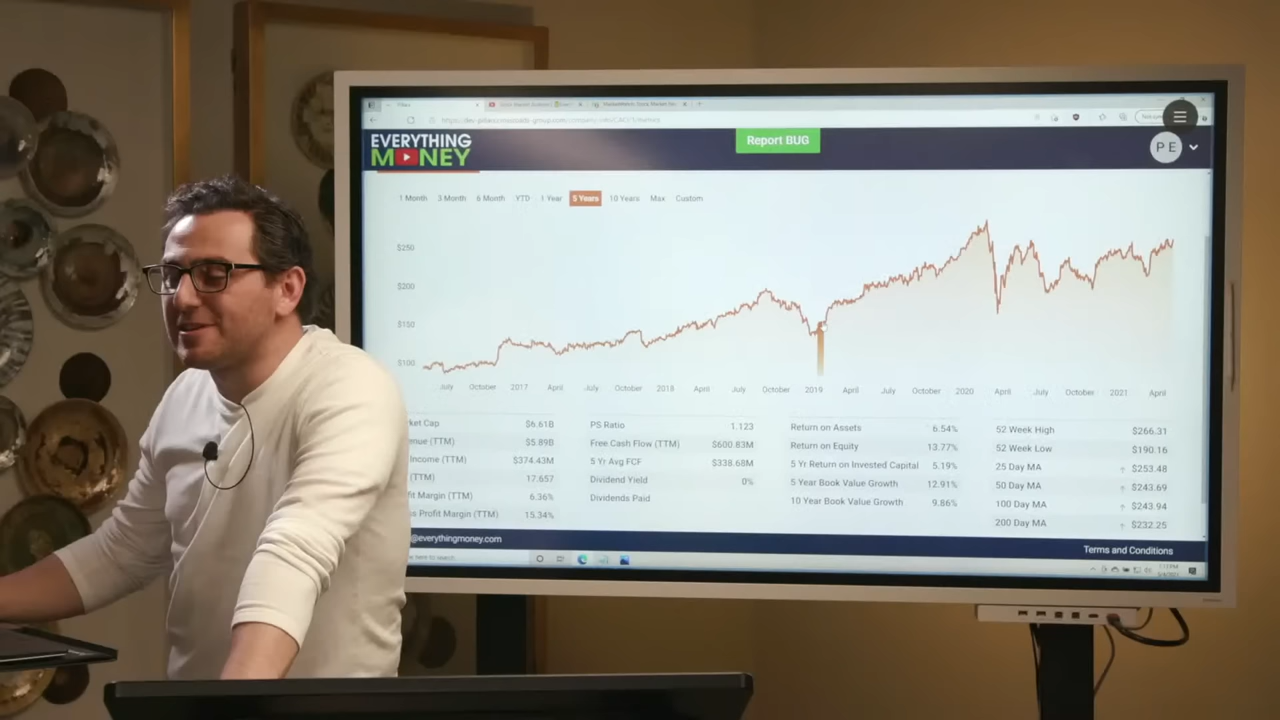 EVERYTHING
MONEY
Report BUG
P E
1 Month 3 Month 6 Month YTD 1 Year 5 Years 10 Years Max Custom
$250
$200
$150
$100
July October 2017 April July October 2018 April July October 2019 April July October 2020 April July October 2021 April
ket Cap $6.61B
nue (TTM) $5.89B
Income (TTM) $374.43M
(TTM) 17.657
fit Margin (TTM) 6.36%
s Profit Margin (TTM) 15.34%
PS Ratio 1.123
Free Cash Flow (TTM) $600.83M
5 Yr Avg FCF $338.68M
Dividend Yield 0%
Dividends Paid
Return on Assets 6.54%
Return on Equity 13.77%
5 Yr Return on Invested Capital 5.19%
5 Year Book Value Growth 12.91%
10 Year Book Value Growth 9.86%
52 Week High $266.31
52 Week Low $190.16
25 Day MA $253.48
50 Day MA $243.69
100 Day MA $243.94
200 Day MA $232.25
@everythingmoney.com
Terms and Conditions
here to search